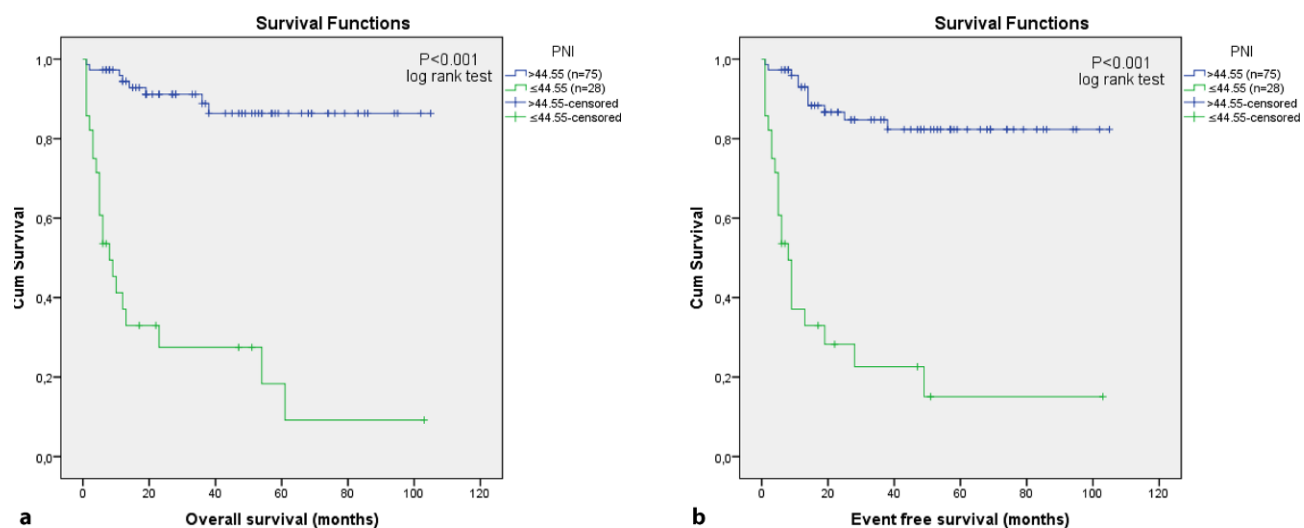 Survival Functions
P<0.001
log rank test
PNI
>44.55 (n=75)
≤44.55 (n=28)
>44.55-censored
≤44.55-censored
1,0
0,8
0,6
0,4
0,2
0,0
Cum Survival
0 20 40 60 80 100 120
Overall survival (months)
a
Survival Functions
P<0.001
log rank test
PNI
>44.55 (n=75)
≤44.55 (n=28)
>44.55-censored
≤44.55-censored
1,0
0,8
0,6
0,4
0,2
0,0
Cum Survival
0 20 40 60 80 100 120
Event free survival (months)
b